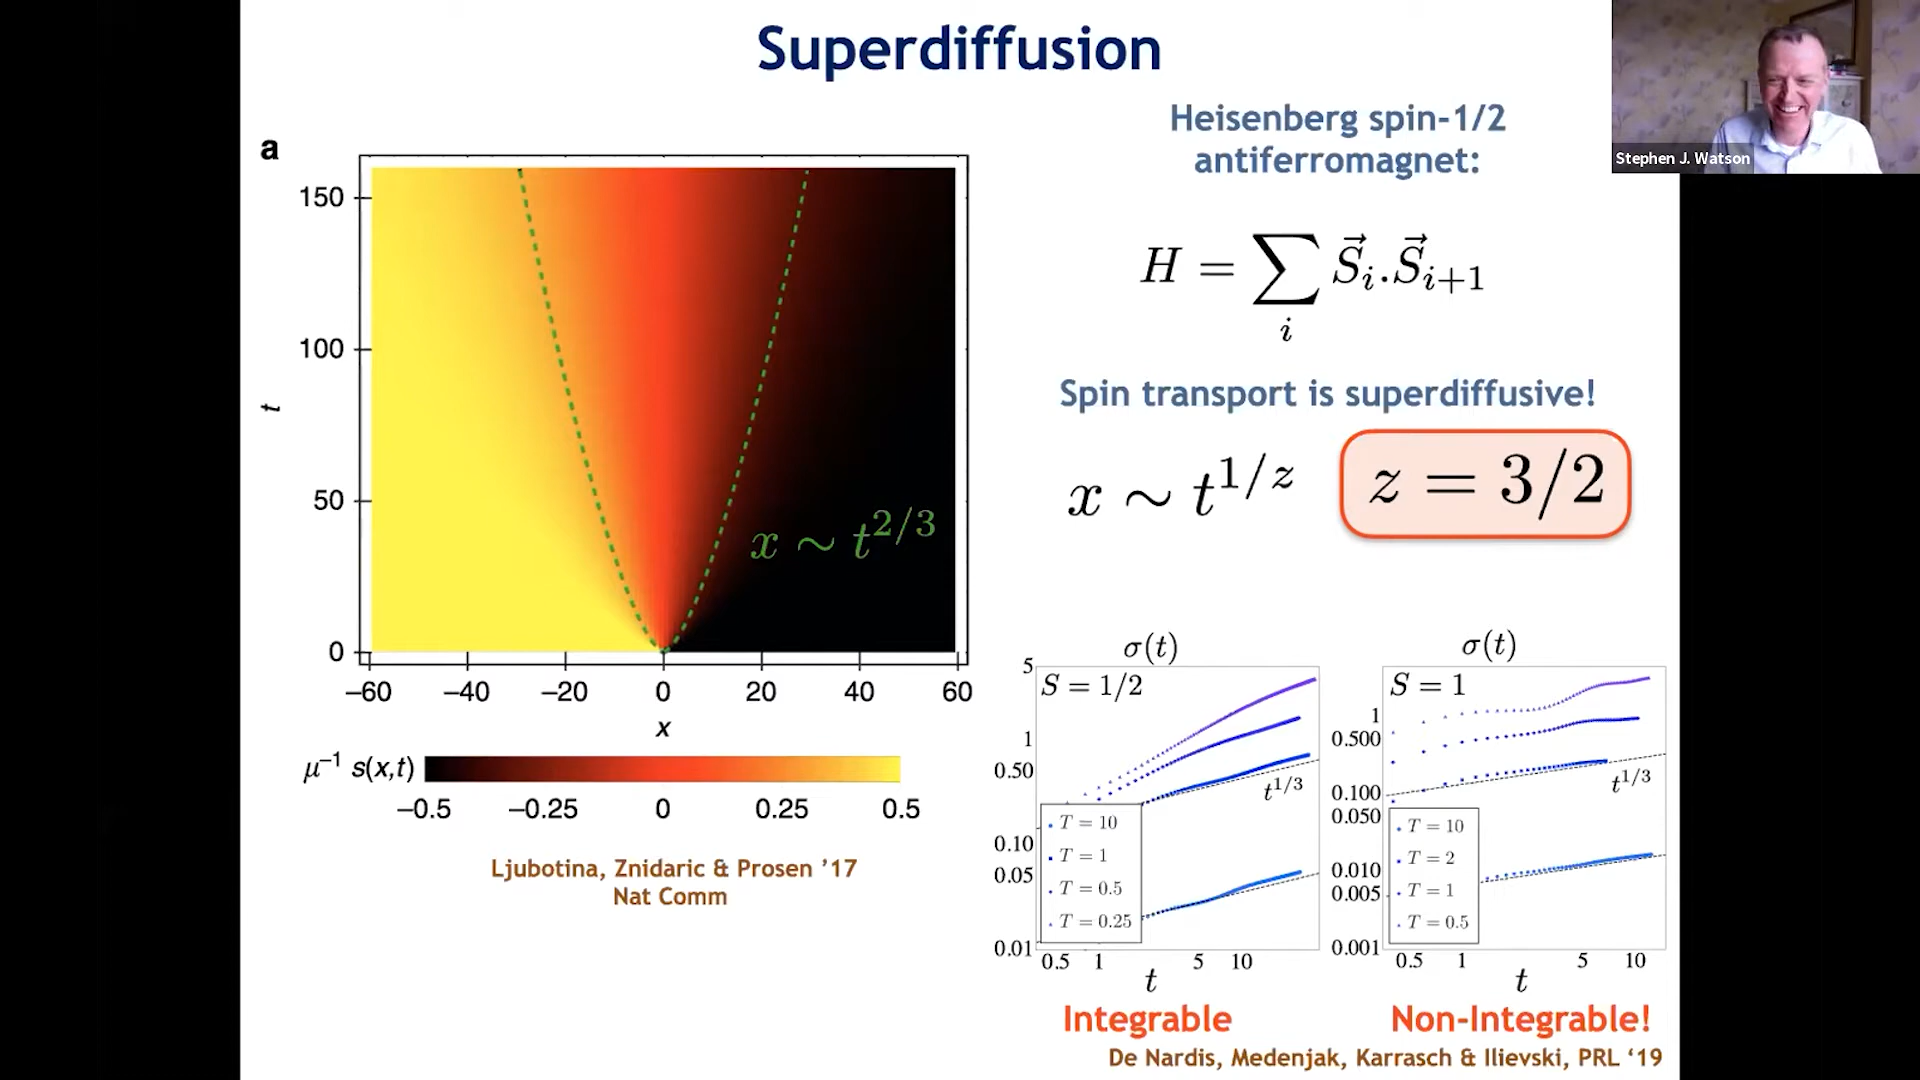 Superdiffusion
Stephen J. Watson
a
150
100
50
0
t
x ∼ t^{2/3}
−60 −40 −20 0 20 40 60
x
μ^{−1} s(x,t)
−0.5 −0.25 0 0.25 0.5
Ljubotina, Znidaric & Prosen ’17
Nat Comm
Heisenberg spin-1/2
antiferromagnet:
H = ∑_i \vec{S}_i.\vec{S}_{i+1}
Spin transport is superdiffusive!
x ∼ t^{1/z}
z = 3/2
σ(t)
S = 1/2
5
1
0.50
0.10
0.05
0.01
t^{1/3}
T = 10
T = 1
T = 0.5
T = 0.25
0.5 1 5 10
t
Integrable
σ(t)
S = 1
1
0.500
0.100
0.050
0.010
0.005
0.001
t^{1/3}
T = 10
T = 2
T = 1
T = 0.5
0.5 1 5 10
t
Non-Integrable!
De Nardis, Medenjak, Karrasch & Ilievski, PRL ‘19